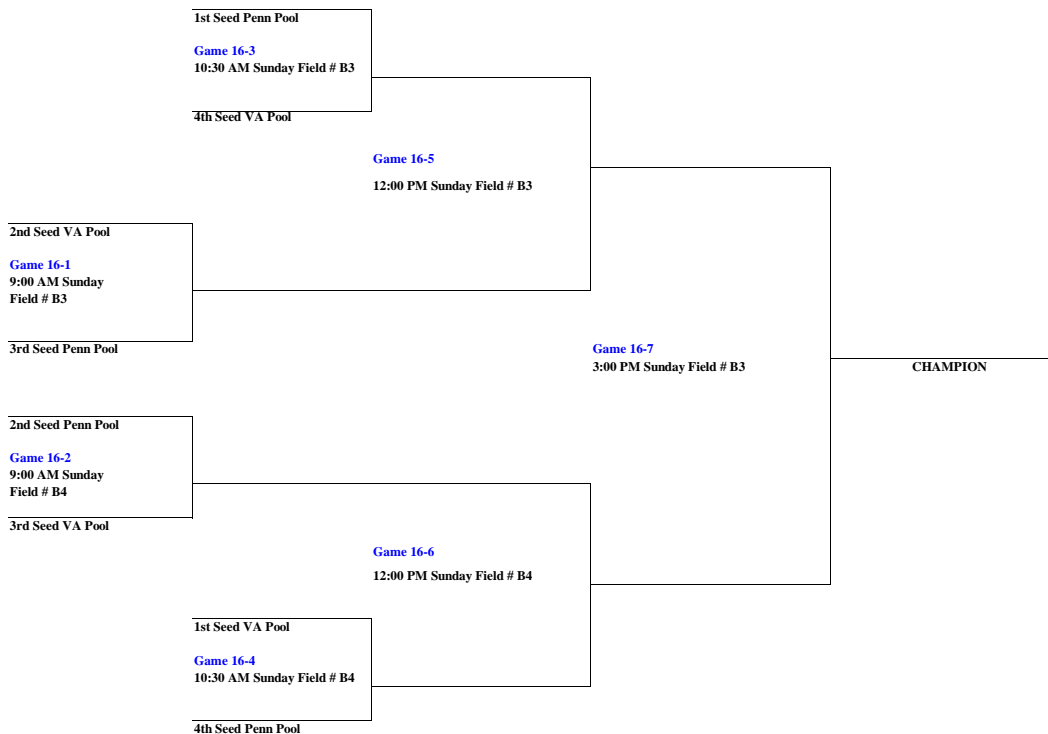 1st Seed Penn Pool
Game 16-3
10:30 AM Sunday Field # B3
4th Seed VA Pool
Game 16-5
12:00 PM Sunday Field # B3
2nd Seed VA Pool
Game 16-1
9:00 AM Sunday
Field # B3
3rd Seed Penn Pool
Game 16-7
3:00 PM Sunday Field # B3
CHAMPION
2nd Seed Penn Pool
Game 16-2
9:00 AM Sunday
Field # B4
3rd Seed VA Pool
Game 16-6
12:00 PM Sunday Field # B4
1st Seed VA Pool
Game 16-4
10:30 AM Sunday Field # B4
4th Seed Penn Pool